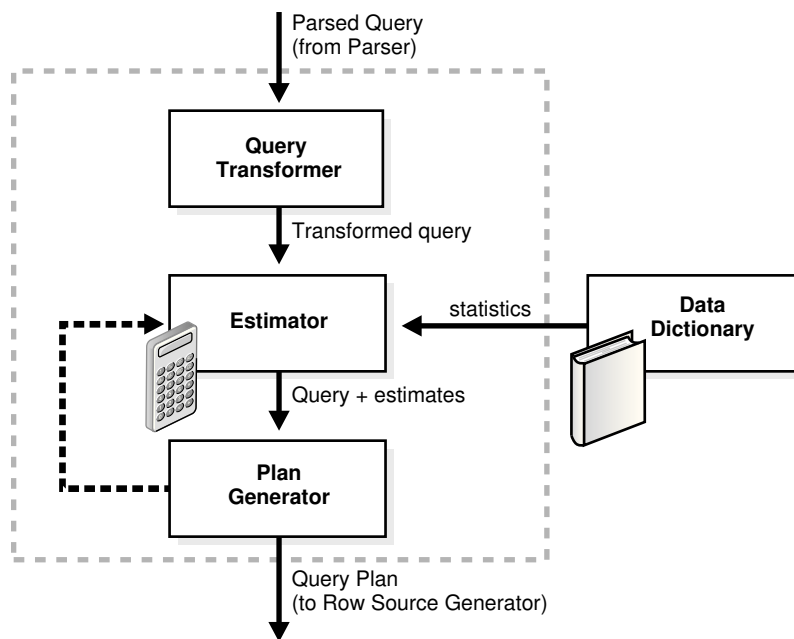 Parsed Query
(from Parser)
Query
Transformer
Transformed query
Estimator
statistics
Data
Dictionary
Query + estimates
Plan
Generator
Query Plan
(to Row Source Generator)